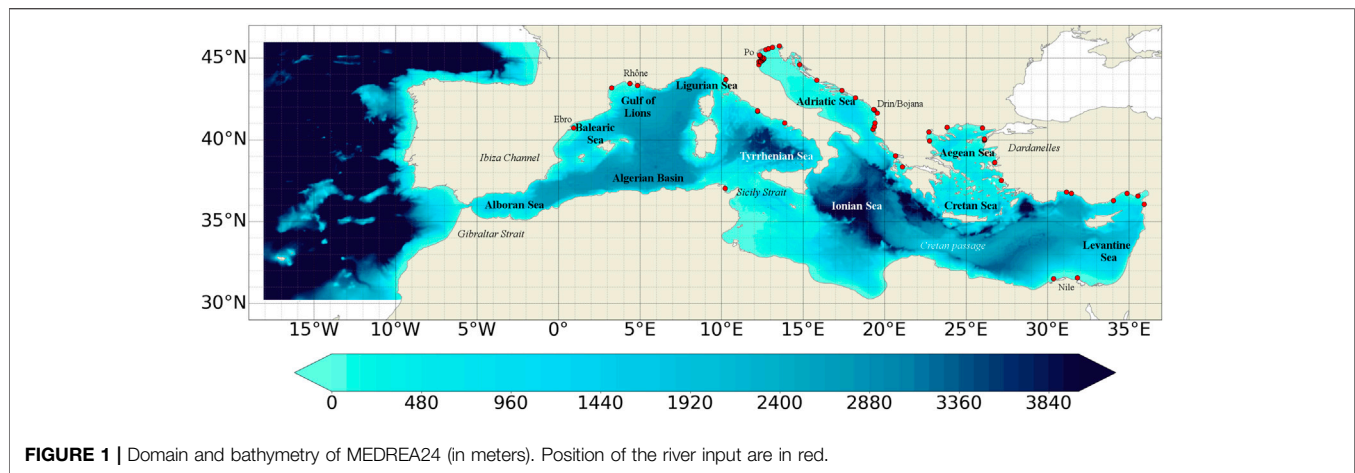 45°N
40°N
35°N
30°N
Po
Rhône
Ligurian Sea
Gulf of
Lions
Adriatic Sea
Drin/Bojana
Ebro
Balearic
Sea
Dardanelles
Aegean Sea
Ibiza Channel
Tyrrhenian Sea
Algerian Basin
Sicily Strait
Alboran Sea
Ionian Sea
Cretan Sea
Gibraltar Strait
Cretan passage
Levantine
Sea
Nile
15°W 10°W 5°W 0° 5°E 10°E 15°E 20°E 25°E 30°E 35°E
0 480 960 1440 1920 2400 2880 3360 3840
FIGURE 1 | Domain and bathymetry of MEDREA24 (in meters). Position of the river input are in red.